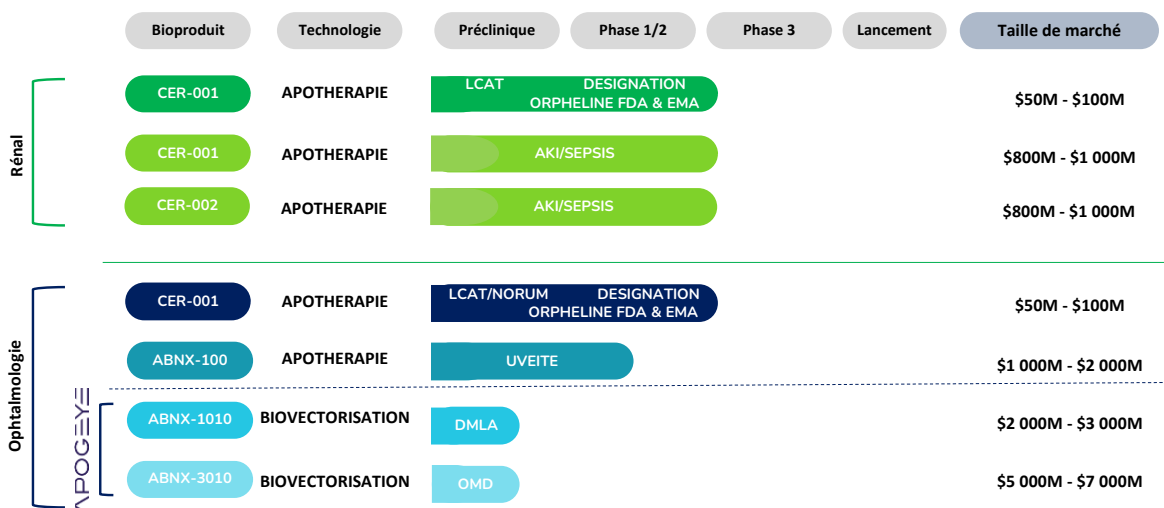 Bioproduit Technologie Préclinique Phase 1/2 Phase 3 Lancement Taille de marché
Rénal
CER-001 APOTHERAPIE LCAT DESIGNATION $50M - $100M
ORPHELINE FDA & EMA
CER-001 APOTHERAPIE AKI/SEPSIS $800M - $1 000M
CER-002 APOTHERAPIE AKI/SEPSIS $800M - $1 000M
Ophtalmologie
CER-001 APOTHERAPIE LCAT/NORUM DESIGNATION $50M - $100M
ORPHELINE FDA & EMA
ABNX-100 APOTHERAPIE UVEITE $1 000M - $2 000M
APOGEYE
ABNX-1010 BIOVECTORISATION DMLA $2 000M - $3 000M
ABNX-3010 BIOVECTORISATION OMD $5 000M - $7 000M